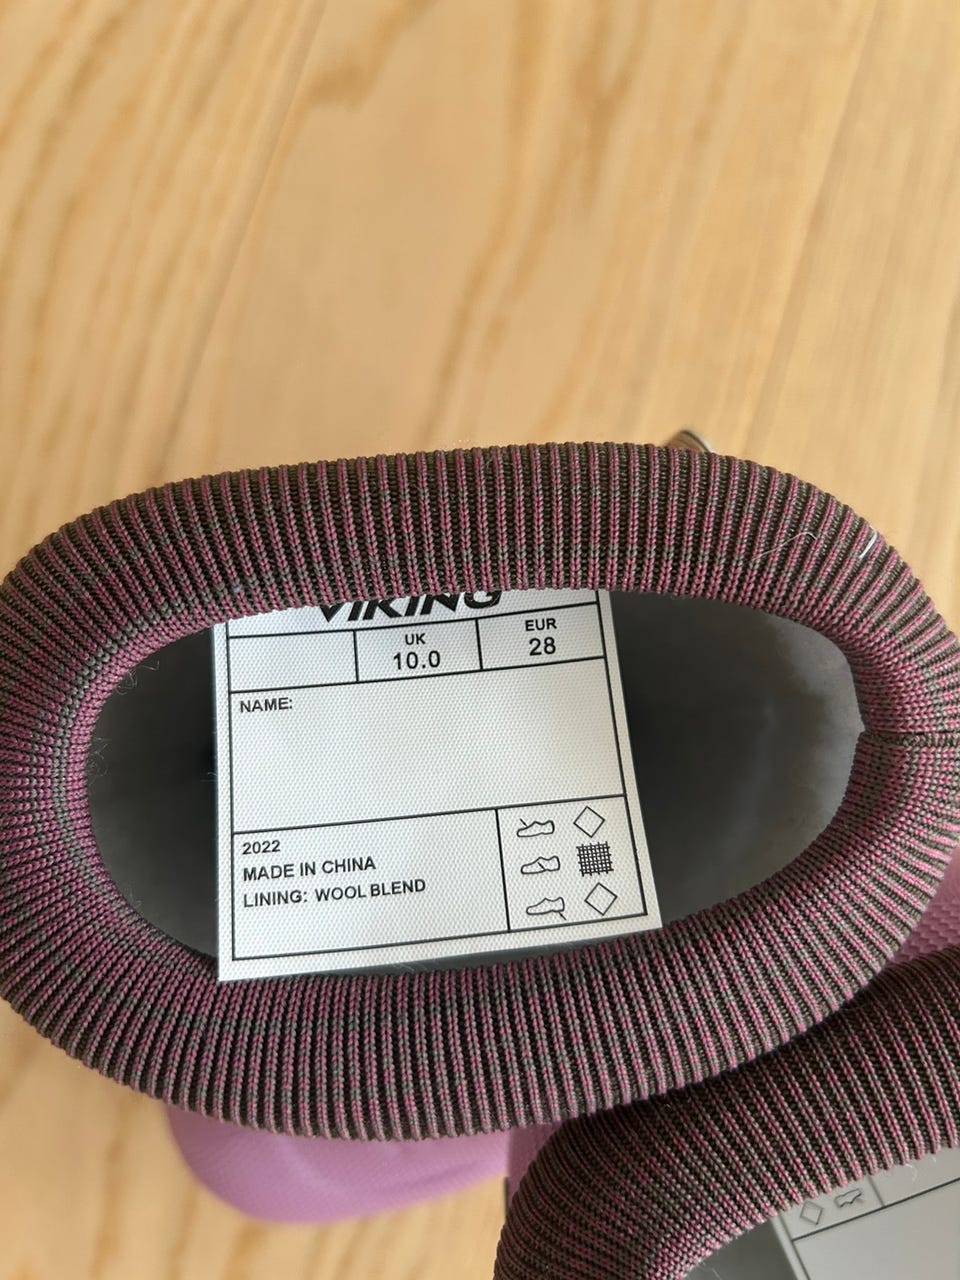 VIKING
UK EUR
10.0 28
NAME:
2022
MADE IN CHINA
LINING: WOOL BLEND